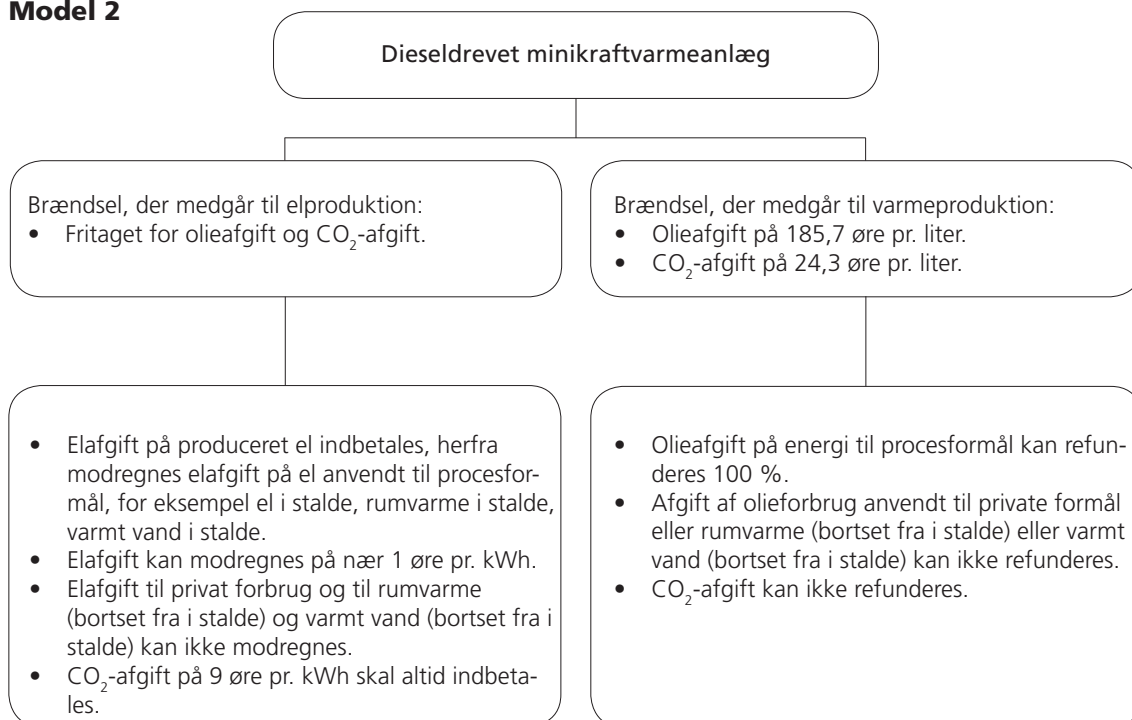 Model 2
Dieseldrevet minikraftvarmeanlæg
Brændsel, der medgår til elproduktion:
• Fritaget for olieafgift og CO₂-afgift.
Brændsel, der medgår til varmeproduktion:
• Olieafgift på 185,7 øre pr. liter.
• CO₂-afgift på 24,3 øre pr. liter.
• Elafgift på produceret el indbetales, herfra
modregnes elafgift på el anvendt til procesfor-
mål, for eksempel el i stalde, rumvarme i stalde,
varmt vand i stalde.
• Elafgift kan modregnes på nær 1 øre pr. kWh.
• Elafgift til privat forbrug og til rumvarme
(bortset fra i stalde) og varmt vand (bortset fra i
stalde) kan ikke modregnes.
• CO₂-afgift på 9 øre pr. kWh skal altid indbeta-
les.
• Olieafgift på energi til procesformål kan refun-
deres 100 %.
• Afgift af olieforbrug anvendt til private formål
eller rumvarme (bortset fra i stalde) eller varmt
vand (bortset fra i stalde) kan ikke refunderes.
• CO₂-afgift kan ikke refunderes.